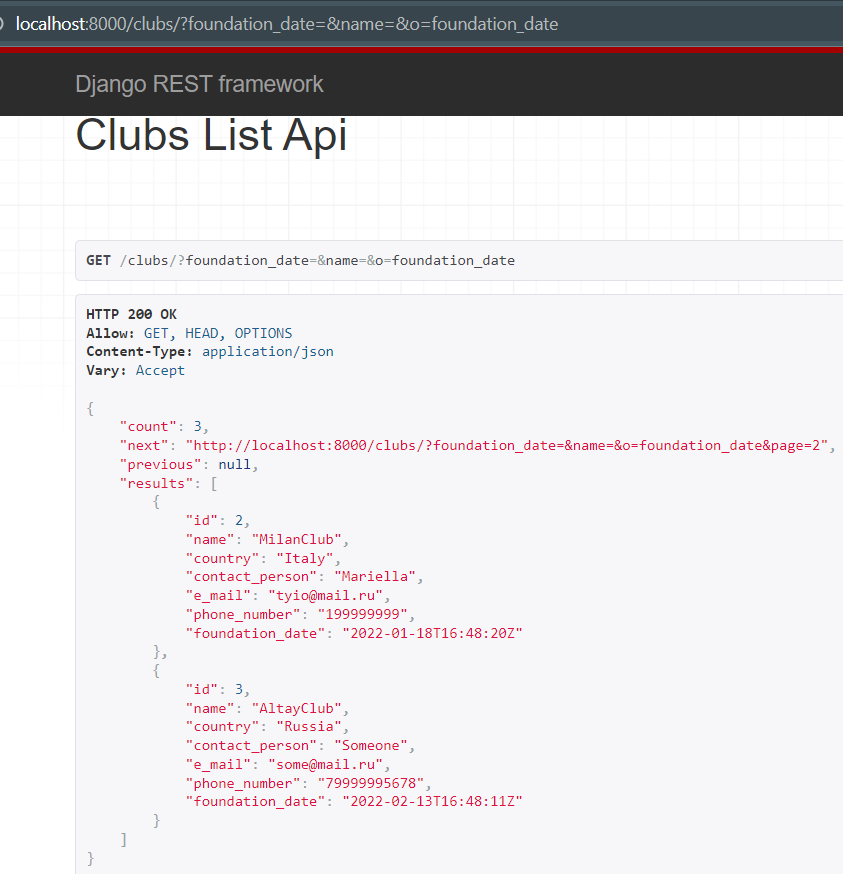 localhost:8000/clubs/?foundation_date=&name=&o=foundation_date
Django REST framework
Clubs List Api
GET /clubs/?foundation_date=&name=&o=foundation_date
HTTP 200 OK
Allow: GET, HEAD, OPTIONS
Content-Type: application/json
Vary: Accept
{
    "count": 3,
    "next": "http://localhost:8000/clubs/?foundation_date=&name=&o=foundation_date&page=2",
    "previous": null,
    "results": [
        {
            "id": 2,
            "name": "MilanClub",
            "country": "Italy",
            "contact_person": "Mariella",
            "e_mail": "tyio@mail.ru",
            "phone_number": "199999999",
            "foundation_date": "2022-01-18T16:48:20Z"
        },
        {
            "id": 3,
            "name": "AltayClub",
            "country": "Russia",
            "contact_person": "Someone",
            "e_mail": "some@mail.ru",
            "phone_number": "79999995678",
            "foundation_date": "2022-02-13T16:48:11Z"
        }
    ]
}